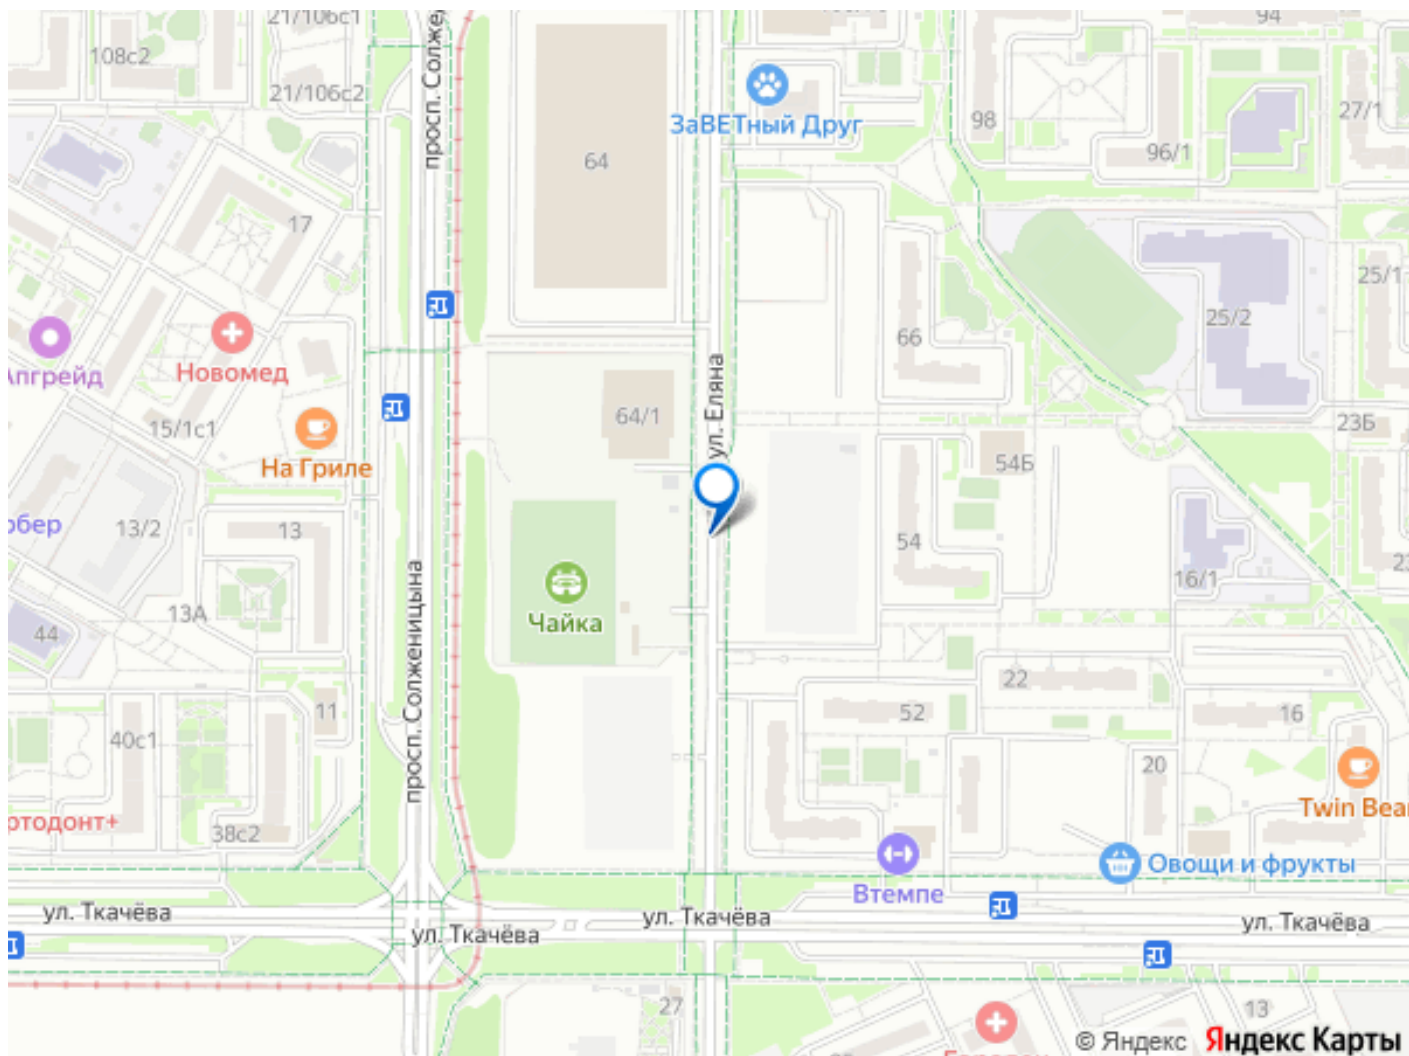 21/106с1
94
108с2
просп. Солже
21/106с2
ЗаВЕТный Друг
98
27/1
96/1
64
17
25/1
25/2
66
Апгрейд
Новомед
ул. Еляна
64/1
15/1с1
23Б
На Гриле
54Б
13/2
13
54
16/1
просп. Солженицына
13А
Чайка
44
22
11
52
16
40с1
20
Twin Bea
ртодонт+
38с2
Овощи и фрукты
Втемпе
ул. Ткачёва
ул. Ткачёва
ул. Ткачёва
ул. Ткачёва
27
13
© Яндекс Яндекс Карты